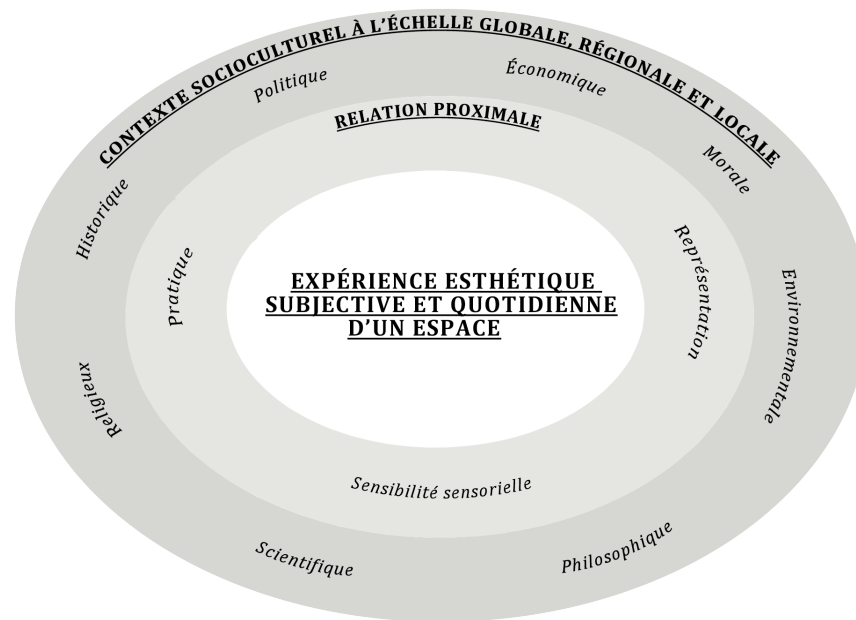 CONTEXTE SOCIOCULTUREL À L’ÉCHELLE GLOBALE, RÉGIONALE ET LOCALE
Politique
Économique
Morale
Historique
Environnementale
Religieux
Scientifique
Philosophique
RELATION PROXIMALE
Pratique
Représentation
Sensibilité sensorielle
EXPÉRIENCE ESTHÉTIQUE
SUBJECTIVE ET QUOTIDIENNE
D’UN ESPACE